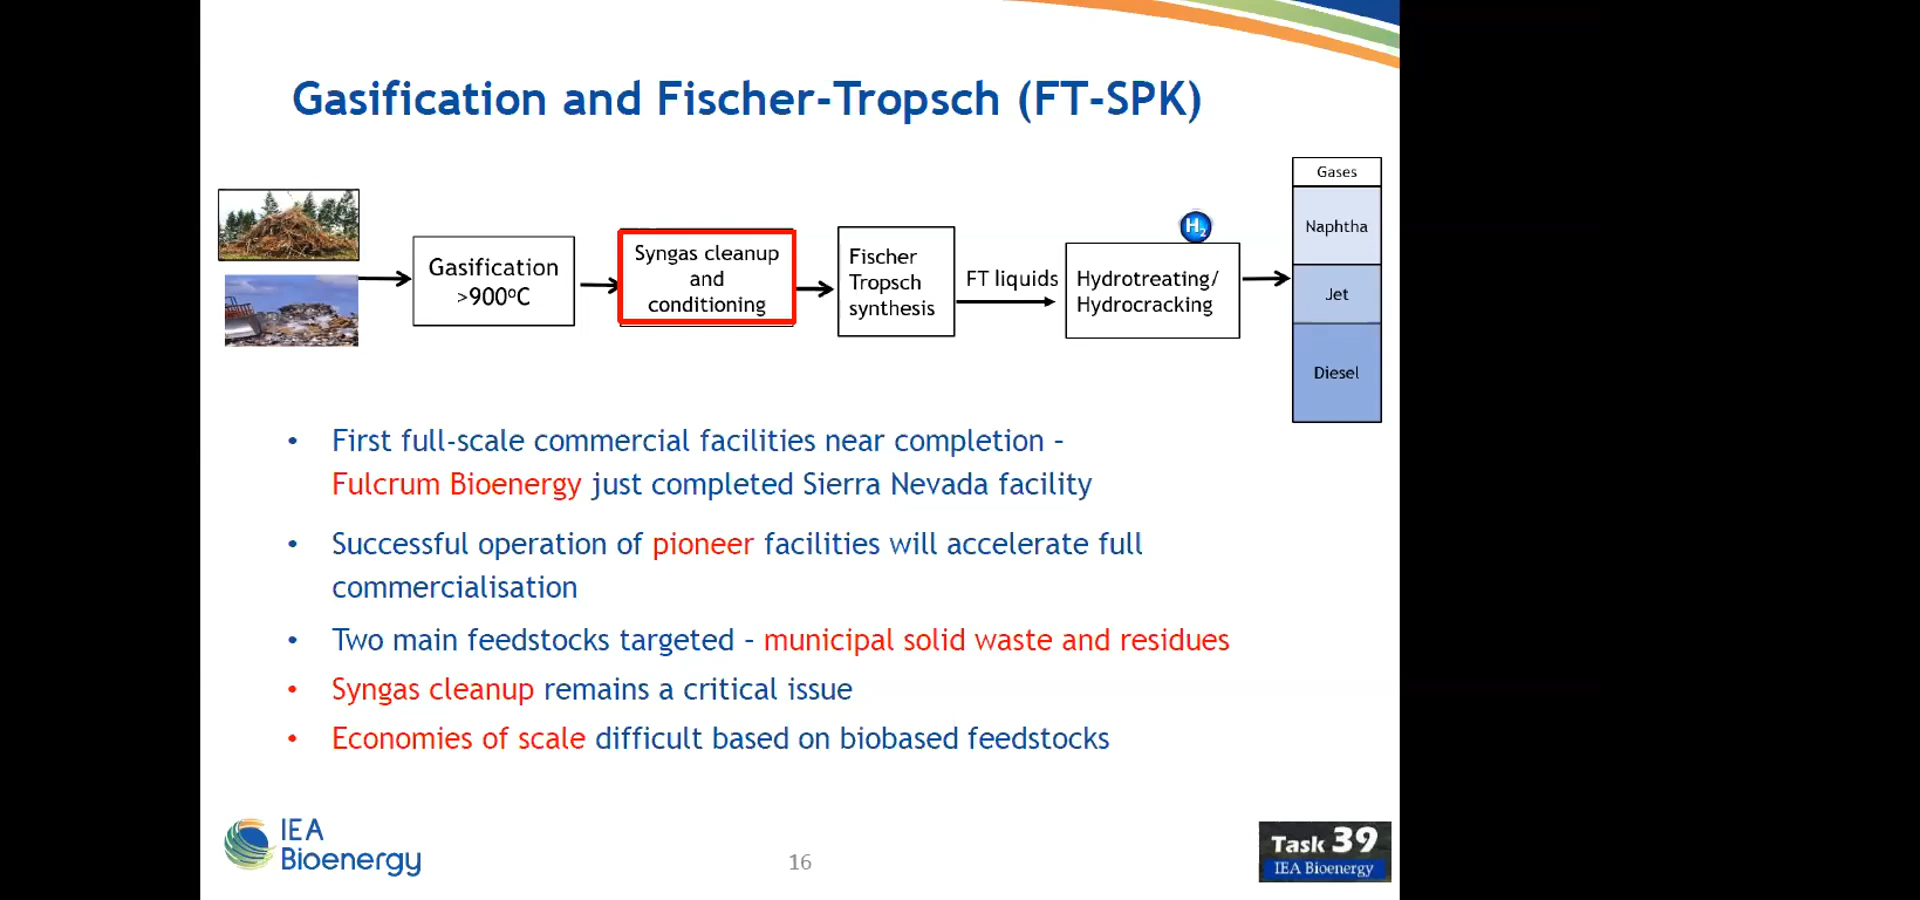 Gasification and Fischer-Tropsch (FT-SPK)
Gasification
>900ºC
Syngas cleanup
and
conditioning
Fischer
Tropsch
synthesis
FT liquids
H2
Hydrotreating/
Hydrocracking
Gases
Naphtha
Jet
Diesel
• First full-scale commercial facilities near completion –
Fulcrum Bioenergy just completed Sierra Nevada facility
• Successful operation of pioneer facilities will accelerate full
commercialisation
• Two main feedstocks targeted – municipal solid waste and residues
• Syngas cleanup remains a critical issue
• Economies of scale difficult based on biobased feedstocks
IEA
Bioenergy
16
Task 39
IEA Bioenergy